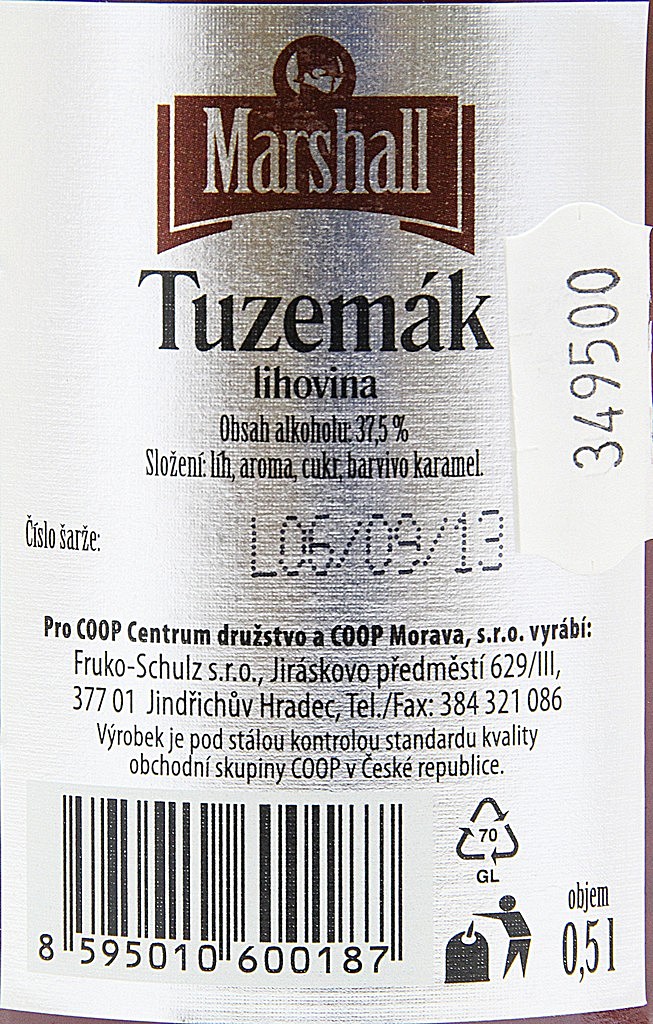 Marshall
Tuzemák
lihovina
Obsah alkoholu: 37,5 %
Složení: líh, aroma, cukr, barvivo karamel.
349500
Číslo šarže:
L06/09/13
Pro COOP Centrum družstvo a COOP Morava, s.r.o. vyrábí:
Fruko-Schulz s.r.o., Jiráskovo předměstí 629/III,
377 01 Jindřichův Hradec, Tel./Fax: 384 321 086
Výrobek je pod stálou kontrolou standardu kvality
obchodní skupiny COOP v České republice.
70
GL
objem
0,5 l
8 595010 600187